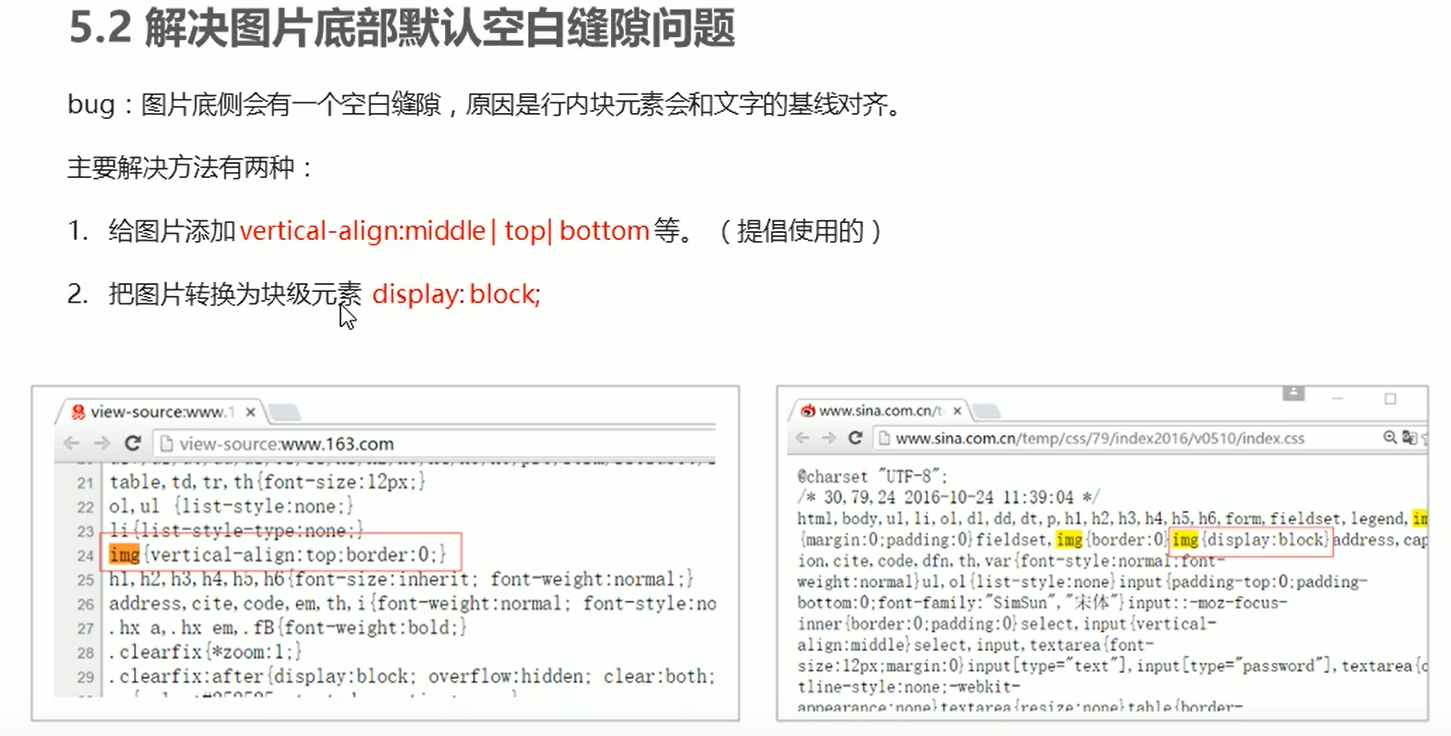 5.2 解决图片底部默认空白缝隙问题
bug：图片底侧会有一个空白缝隙，原因是行内块元素会和文字的基线对齐。
主要解决方法有两种：
1. 给图片添加vertical-align:middle| top| bottom等。（提倡使用的）
2. 把图片转换为块级元素 display:block;
view-source:www.1
view-source:www.163.com
21 table,td,tr,th{font-size:12px;}
22 ol,ul {list-style:none;}
23 li{list-style-type:none;}
24 img{vertical-align:top;border:0;}
25 h1,h2,h3,h4,h5,h6{font-size:inherit; font-weight:normal;}
26 address,cite,code,em,th,i{font-weight:normal; font-style:no
27 .hx a,.hx em,.fB{font-weight:bold;}
28 .clearfix{*zoom:1;}
29 .clearfix:after{display:block; overflow:hidden; clear:both;
www.sina.com.cn/t
www.sina.com.cn/temp/css/79/index2016/v0510/index.css
@charset "UTF-8";
/* 30,79,24 2016-10-24 11:39:04 */
html,body,ul,li,ol,dl,dd,dt,p,h1,h2,h3,h4,h5,h6,form,fieldset,legend,im
{margin:0;padding:0}fieldset,img{border:0}img{display:block}address,cap
ion,cite,code,dfn,th,var{font-style:normal;font-
weight:normal}ul,ol{list-style:none}input{padding-top:0;padding-
bottom:0;font-family:"SimSun","宋体"}input::-moz-focus-
inner{border:0;padding:0}select,input{vertical-
align:middle}select,input,textarea{font-
size:12px;margin:0}input[type="text"],input[type="password"],textarea{o
tline-style:none;-webkit-
appearance:none}textarea{resize:none}table{border-